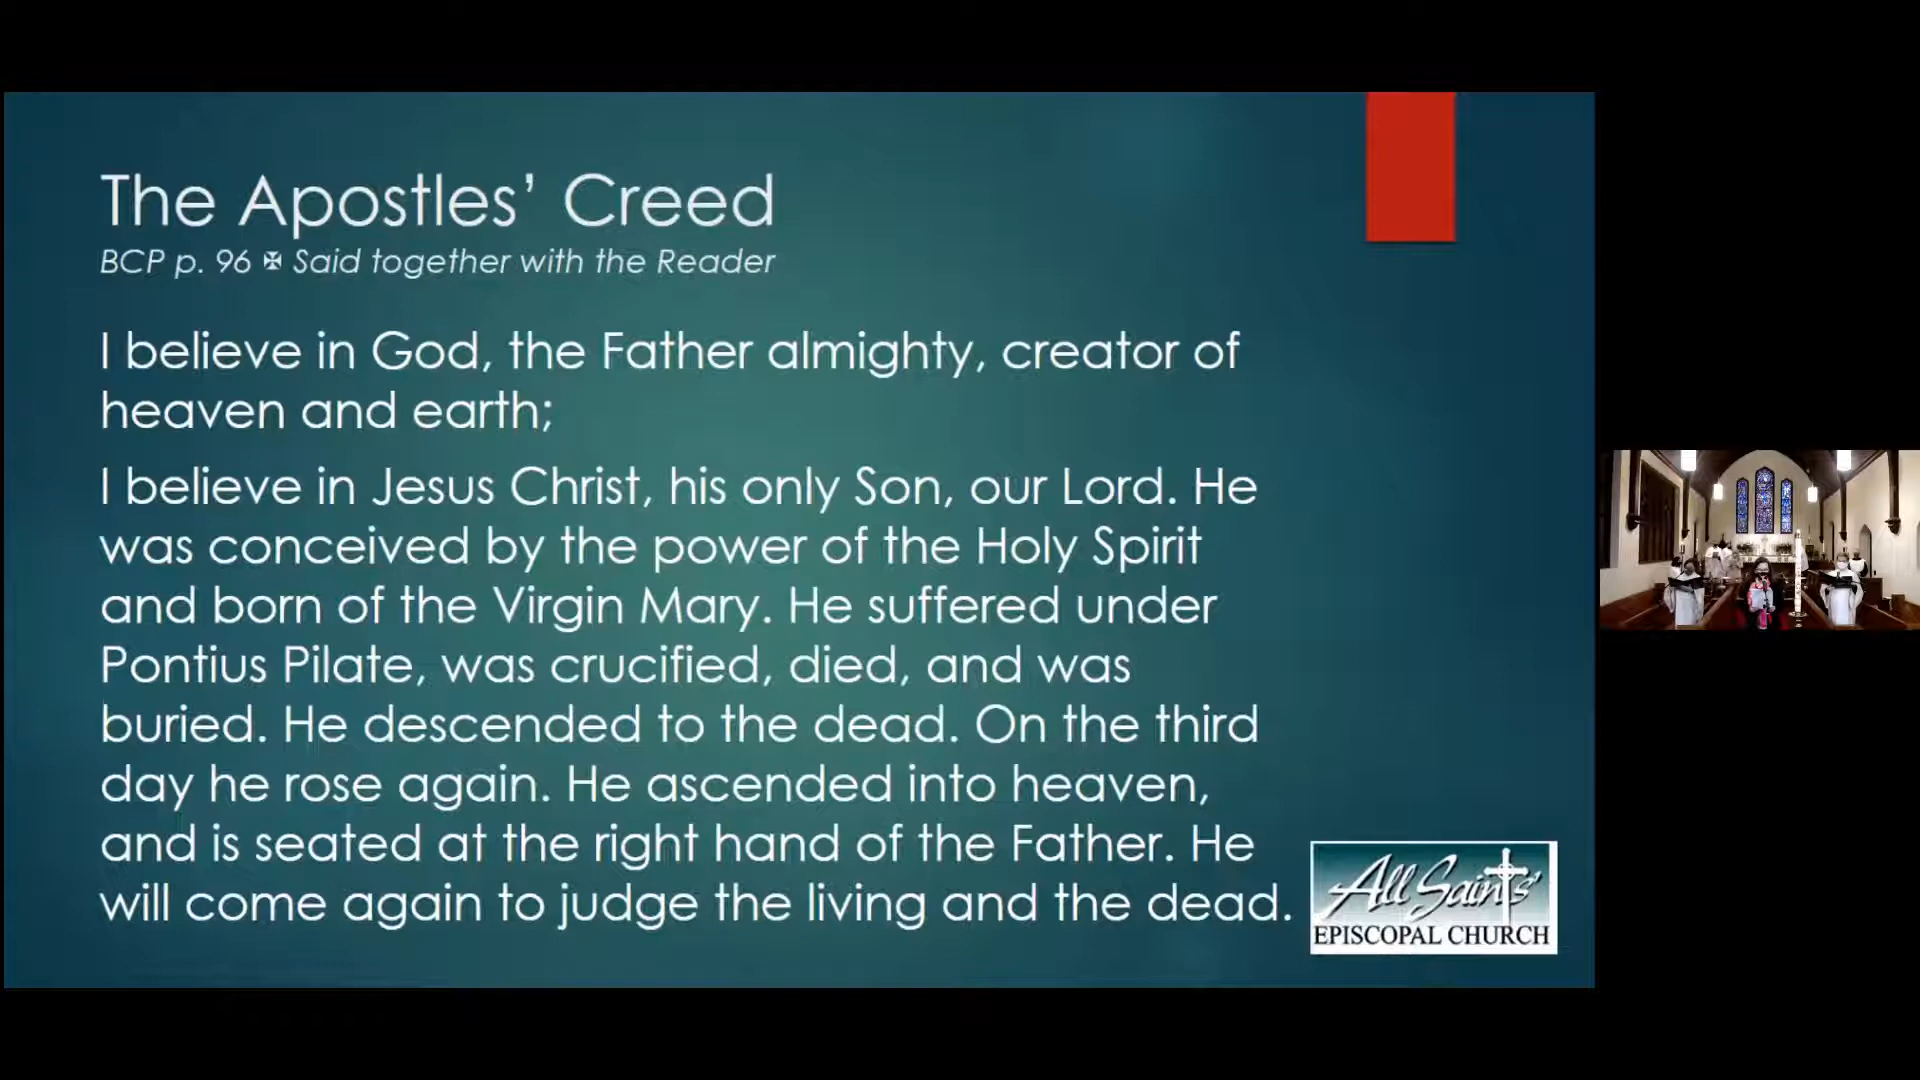 The Apostles’ Creed
BCP p. 96 ✠ Said together with the Reader
I believe in God, the Father almighty, creator of
heaven and earth;
I believe in Jesus Christ, his only Son, our Lord. He
was conceived by the power of the Holy Spirit
and born of the Virgin Mary. He suffered under
Pontius Pilate, was crucified, died, and was
buried. He descended to the dead. On the third
day he rose again. He ascended into heaven,
and is seated at the right hand of the Father. He
will come again to judge the living and the dead.
All Saints’
EPISCOPAL CHURCH